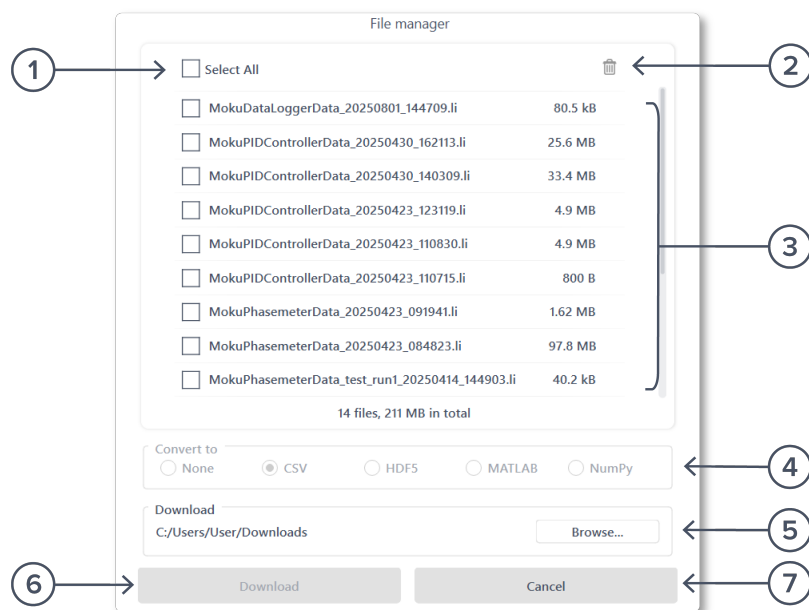 File manager
1 Select All 2
MokuDataLoggerData_20250801_144709.li 80.5 kB
MokuPIDControllerData_20250430_162113.li 25.6 MB
MokuPIDControllerData_20250430_140309.li 33.4 MB
MokuPIDControllerData_20250423_123119.li 4.9 MB
MokuPIDControllerData_20250423_110830.li 4.9 MB
3
MokuPIDControllerData_20250423_110715.li 800 B
MokuPhasemeterData_20250423_091941.li 1.62 MB
MokuPhasemeterData_20250423_084823.li 97.8 MB
MokuPhasemeterData_test_run1_20250414_144903.li 40.2 kB
14 files, 211 MB in total
Convert to
None CSV HDF5 MATLAB NumPy 4
Download
C:/Users/User/Downloads Browse... 5
6 Download Cancel 7